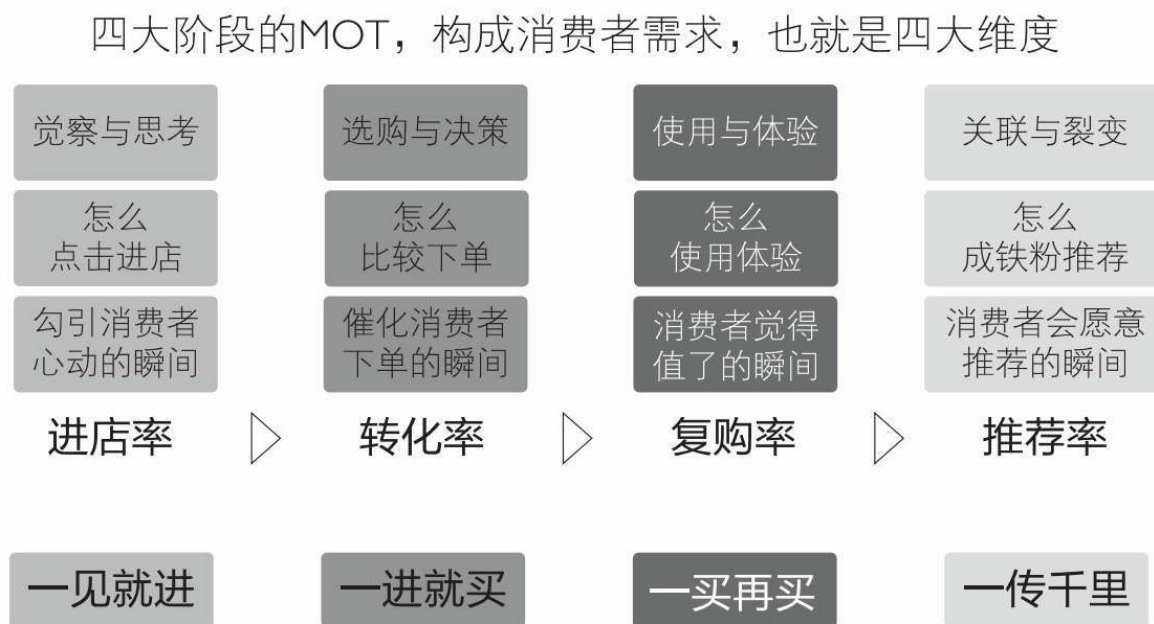 四大阶段的MOT，构成消费者需求，也就是四大维度
觉察与思考
选购与决策
使用与体验
关联与裂变
怎么
点击进店
怎么
比较下单
怎么
使用体验
怎么
成铁粉推荐
勾引消费者
心动的瞬间
催化消费者
下单的瞬间
消费者觉得
值了的瞬间
消费者会愿意
推荐的瞬间
进店率
转化率
复购率
推荐率
一见就进
一进就买
一买再买
一传千里